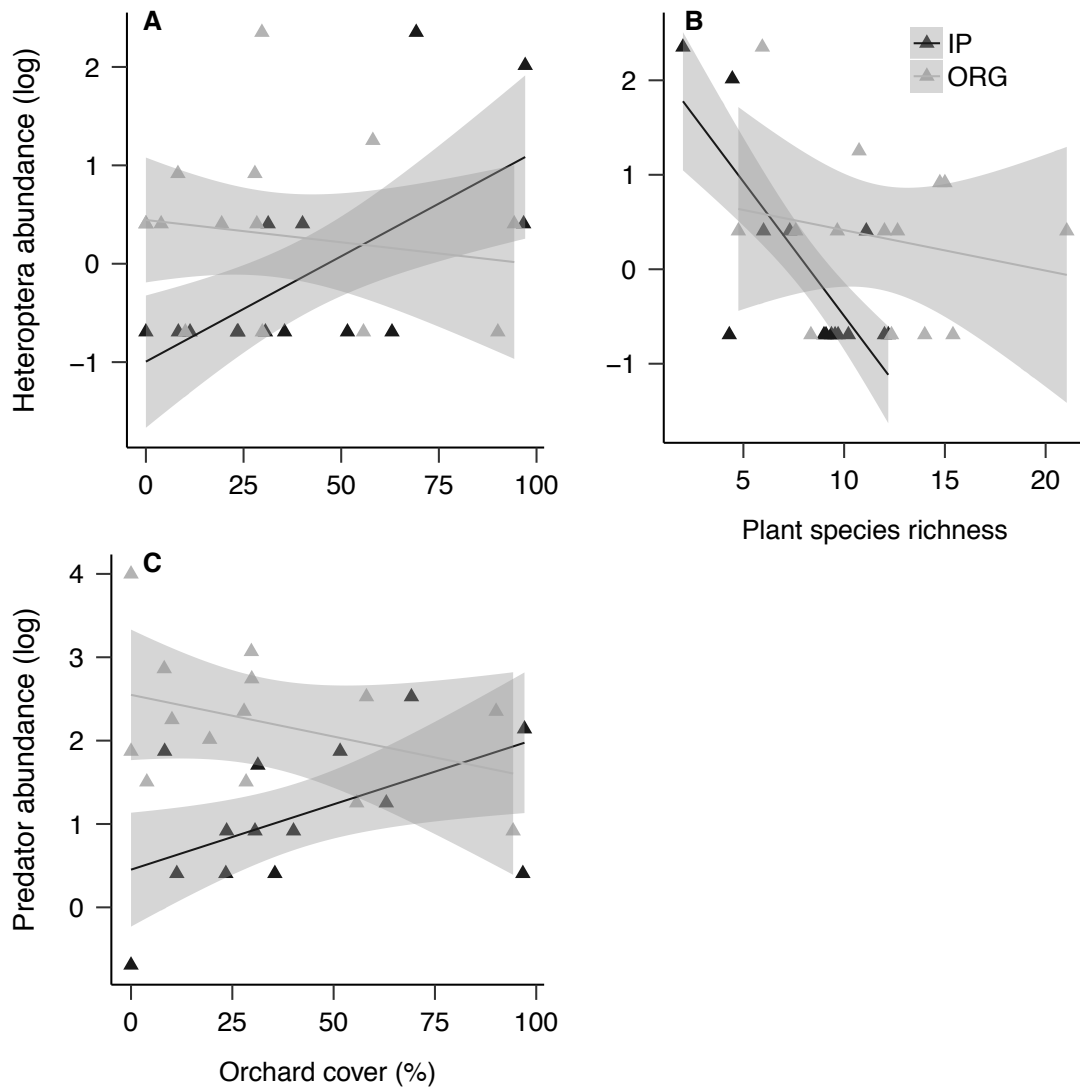 A
Heteroptera abundance (log)
2
1
0
−1
0 25 50 75 100
B
IP
ORG
2
1
0
−1
5 10 15 20
Plant species richness
C
Predator abundance (log)
4
3
2
1
0
0 25 50 75 100
Orchard cover (%)